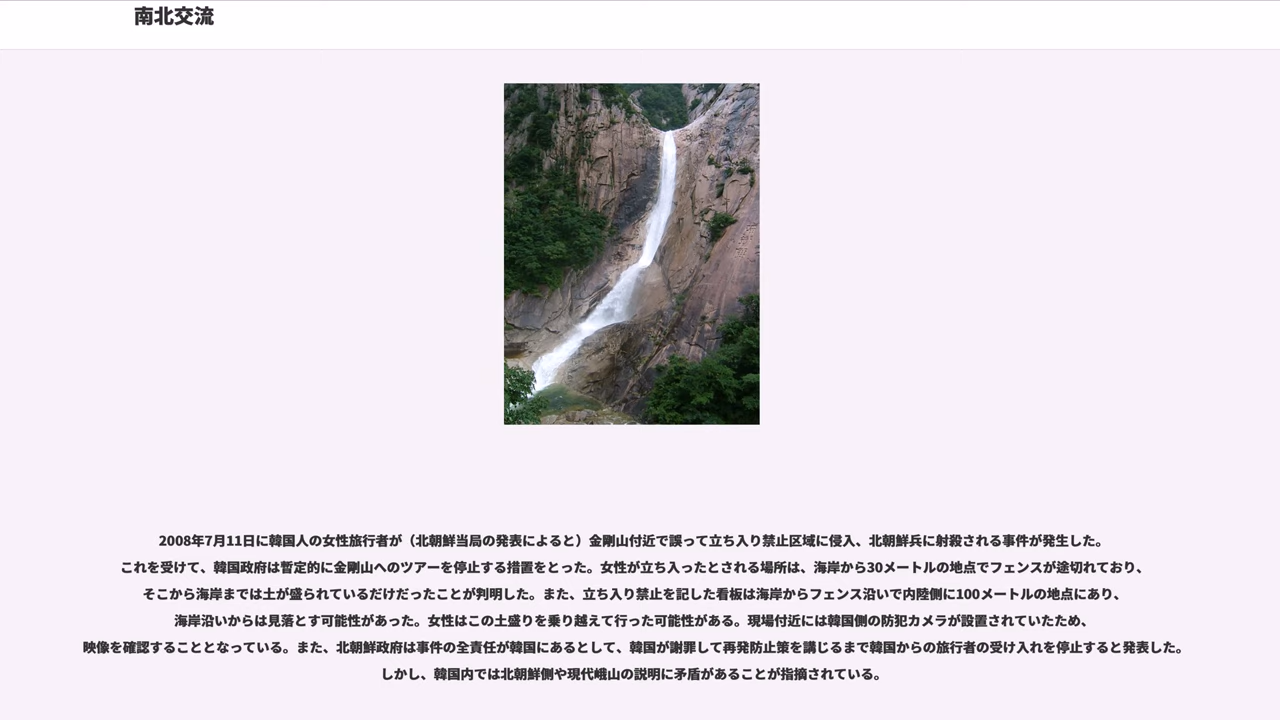 南北交流
2008年7月11日に韓国人の女性旅行者が（北朝鮮当局の発表によると）金剛山付近で誤って立ち入り禁止区域に侵入、北朝鮮兵に射殺される事件が発生した。
これを受けて、韓国政府は暫定的に金剛山へのツアーを停止する措置をとった。女性が立ち入ったとされる場所は、海岸から30メートルの地点でフェンスが途切れており、
そこから海岸までは土が盛られているだけだったことが判明した。また、立ち入り禁止を記した看板は海岸からフェンス沿いで内陸側に100メートルの地点にあり、
海岸沿いからは見落とす可能性があった。女性はこの土盛りを乗り越えて行った可能性がある。現場付近には韓国側の防犯カメラが設置されていたため、
映像を確認することとなっている。また、北朝鮮政府は事件の全責任が韓国にあるとして、韓国が謝罪して再発防止策を講じるまで韓国からの旅行者の受け入れを停止すると発表した。
しかし、韓国内では北朝鮮側や現代峨山の説明に矛盾があることが指摘されている。